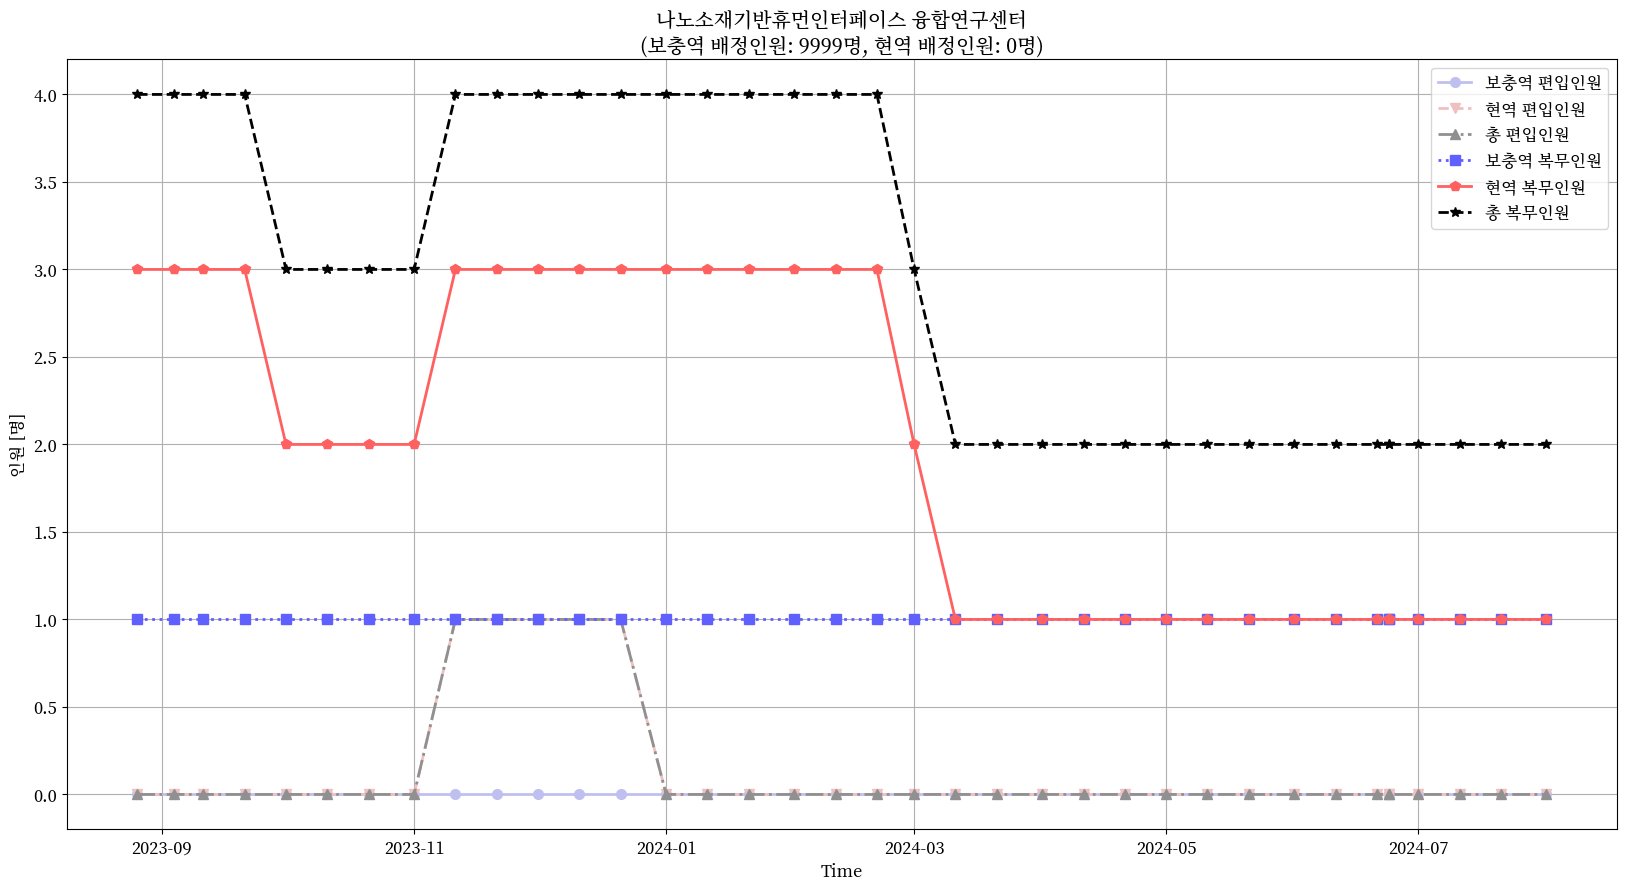 나노소재기반휴먼인터페이스 융합연구센터
(보충역 배정인원: 9999명, 현역 배정인원: 0명)
보충역 편입인원
현역 편입인원
총 편입인원
보충역 복무인원
현역 복무인원
총 복무인원
인원 [명]
4.0
3.5
3.0
2.5
2.0
1.5
1.0
0.5
0.0
2023-09
2023-11
2024-01
2024-03
2024-05
2024-07
Time